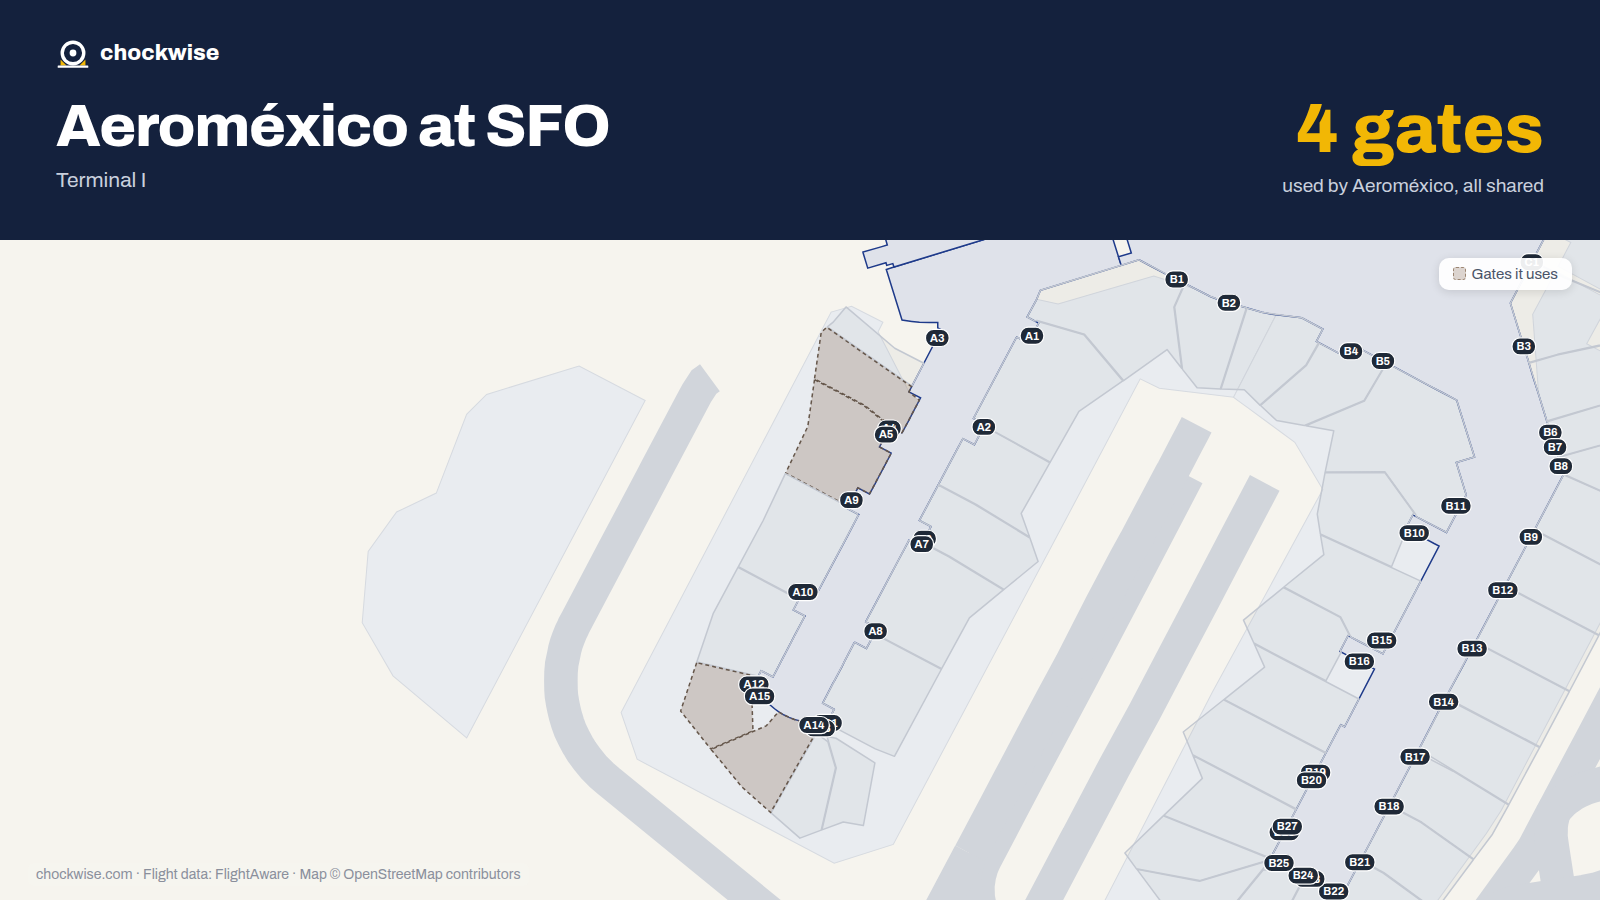 chockwise
Aeroméxico at SFO
Terminal I
4 gates
used by Aeroméxico, all shared
Gates it uses
B1
B2
A3
A1
B4
B5
B3
A5
A2
B6
B7
B8
A9
B11
B10
B9
A7
A10
B12
A8
B15
B13
B16
A12
A15
B14
A14
B17
B20
B18
B27
B25
B21
B24
B22
chockwise.com · Flight data: FlightAware · Map © OpenStreetMap contributors